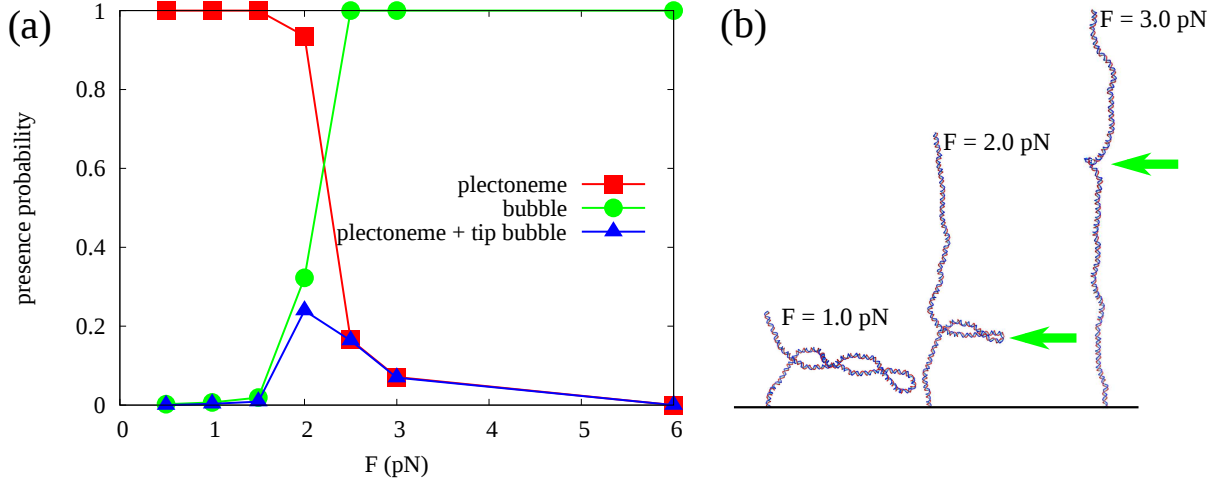 (a)
presence probability
1
0.8
0.6
0.4
0.2
0
0 1 2 3 4 5 6
F (pN)
plectoneme
bubble
plectoneme + tip bubble
(b)
F = 1.0 pN
F = 2.0 pN
F = 3.0 pN